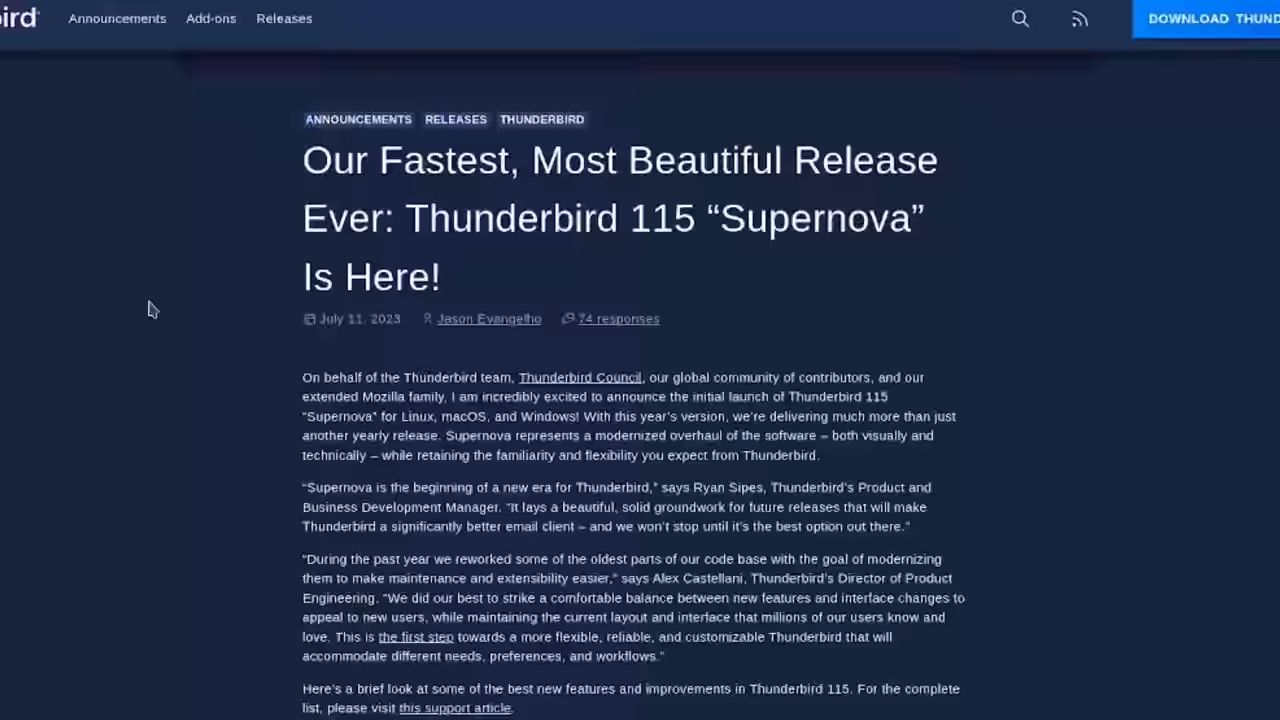 bird Announcements Add-ons Releases DOWNLOAD THUND
ANNOUNCEMENTS RELEASES THUNDERBIRD
Our Fastest, Most Beautiful Release
Ever: Thunderbird 115 “Supernova”
Is Here!
July 11, 2023 Jason Evangelho 74 responses
On behalf of the Thunderbird team, Thunderbird Council, our global community of contributors, and our
extended Mozilla family, I am incredibly excited to announce the initial launch of Thunderbird 115
“Supernova” for Linux, macOS, and Windows! With this year’s version, we’re delivering much more than just
another yearly release. Supernova represents a modernized overhaul of the software – both visually and
technically – while retaining the familiarity and flexibility you expect from Thunderbird.
“Supernova is the beginning of a new era for Thunderbird,” says Ryan Sipes, Thunderbird’s Product and
Business Development Manager. “It lays a beautiful, solid groundwork for future releases that will make
Thunderbird a significantly better email client – and we won’t stop until it’s the best option out there.”
“During the past year we reworked some of the oldest parts of our code base with the goal of modernizing
them to make maintenance and extensibility easier,” says Alex Castellani, Thunderbird’s Director of Product
Engineering. “We did our best to strike a comfortable balance between new features and interface changes to
appeal to new users, while maintaining the current layout and interface that millions of our users know and
love. This is the first step towards a more flexible, reliable, and customizable Thunderbird that will
accommodate different needs, preferences, and workflows.”
Here’s a brief look at some of the best new features and improvements in Thunderbird 115. For the complete
list, please visit this support article.